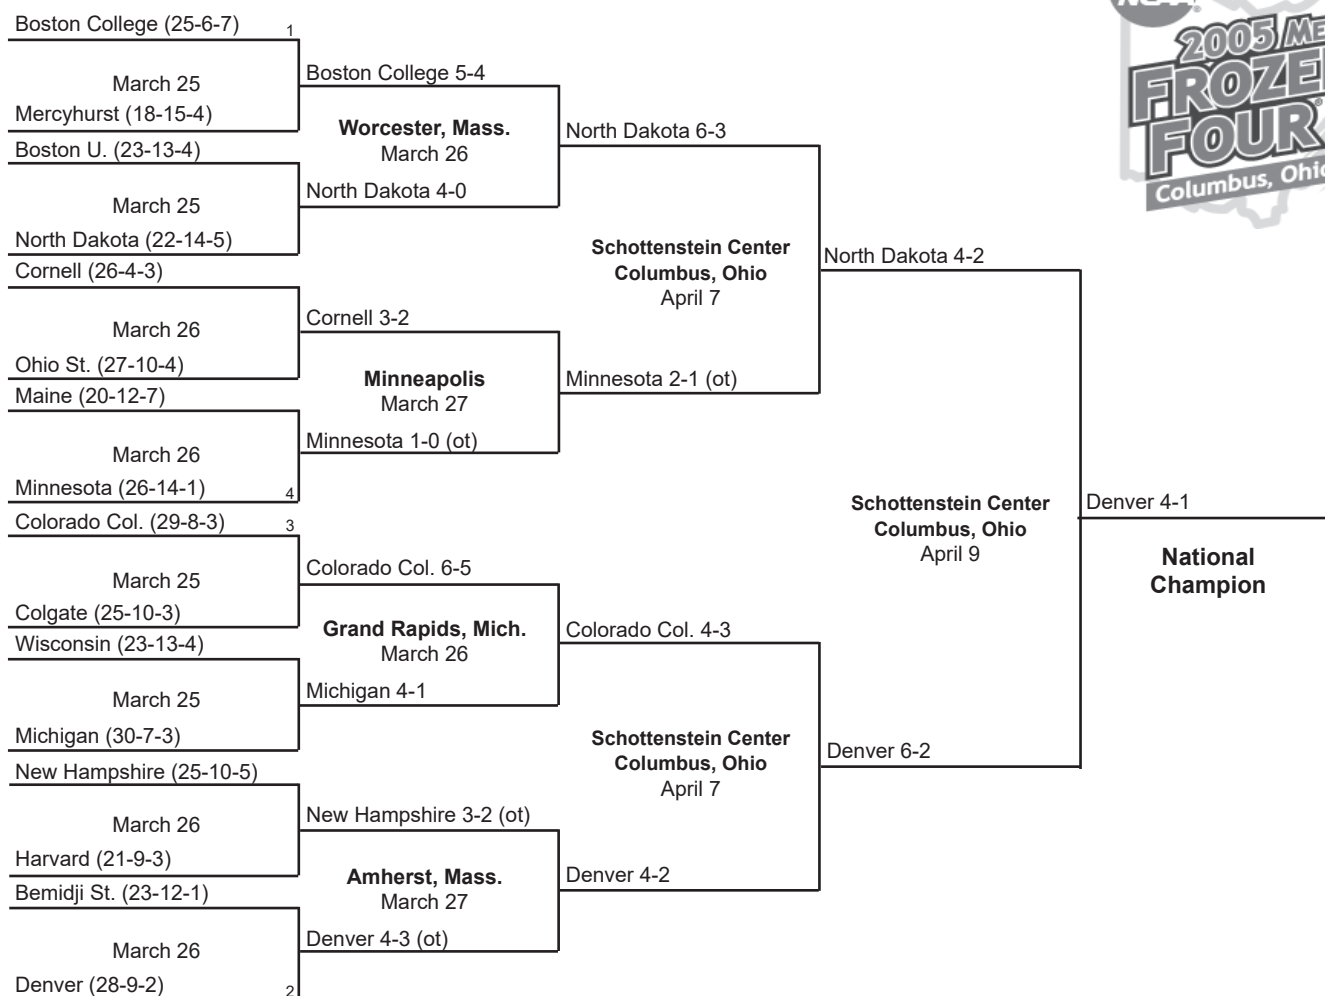 Boston College (25-6-7)
1
March 25
Mercyhurst (18-15-4)
Boston U. (23-13-4)
March 25
North Dakota (22-14-5)
Cornell (26-4-3)
March 26
Ohio St. (27-10-4)
Maine (20-12-7)
March 26
Minnesota (26-14-1)
4
Colorado Col. (29-8-3)
3
March 25
Colgate (25-10-3)
Wisconsin (23-13-4)
March 25
Michigan (30-7-3)
New Hampshire (25-10-5)
March 26
Harvard (21-9-3)
Bemidji St. (23-12-1)
March 26
Denver (28-9-2)
2
Boston College 5-4
Worcester, Mass.
March 26
North Dakota 4-0
Cornell 3-2
Minneapolis
March 27
Minnesota 1-0 (ot)
Colorado Col. 6-5
Grand Rapids, Mich.
March 26
Michigan 4-1
New Hampshire 3-2 (ot)
Amherst, Mass.
March 27
Denver 4-3 (ot)
North Dakota 6-3
Schottenstein Center
Columbus, Ohio
April 7
Minnesota 2-1 (ot)
Colorado Col. 4-3
Schottenstein Center
Columbus, Ohio
April 7
Denver 4-2
North Dakota 4-2
Schottenstein Center
Columbus, Ohio
April 9
Denver 6-2
Denver 4-1
National
Champion
NCAA
2005
FROZE
FOUR
Columbus, Ohio